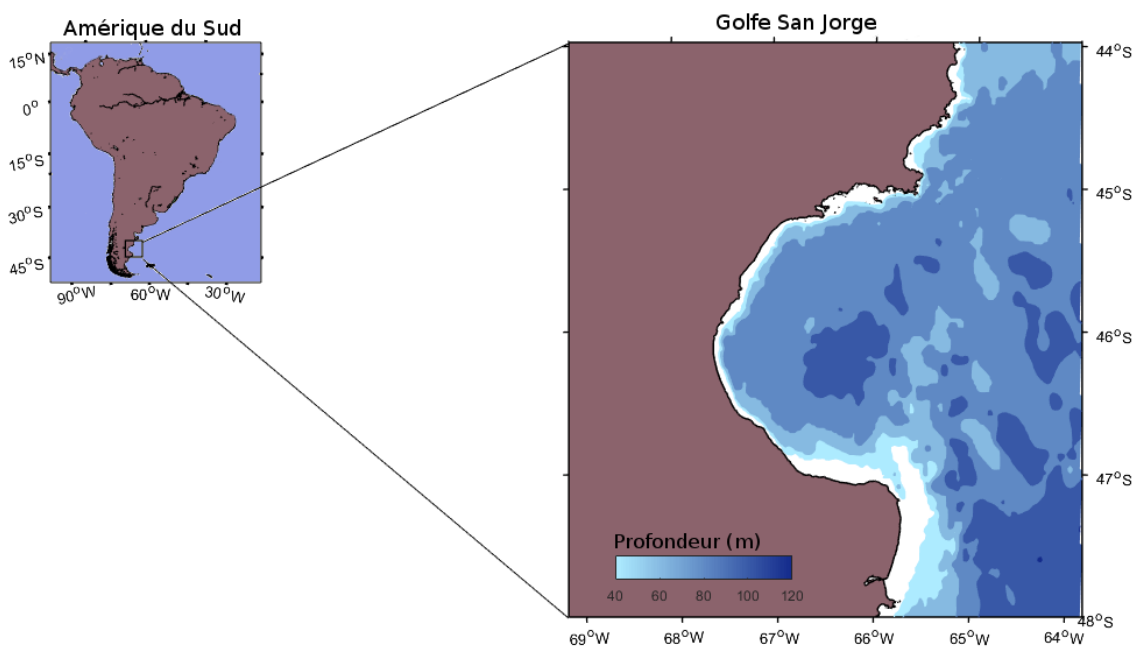 Amérique du Sud
15°N
0°
15°S
30°S
45°S
90°W 60°W 30°W
Golfe San Jorge
44°S
45°S
46°S
47°S
48°S
Profondeur (m)
40 60 80 100 120
69°W 68°W 67°W 66°W 65°W 64°W